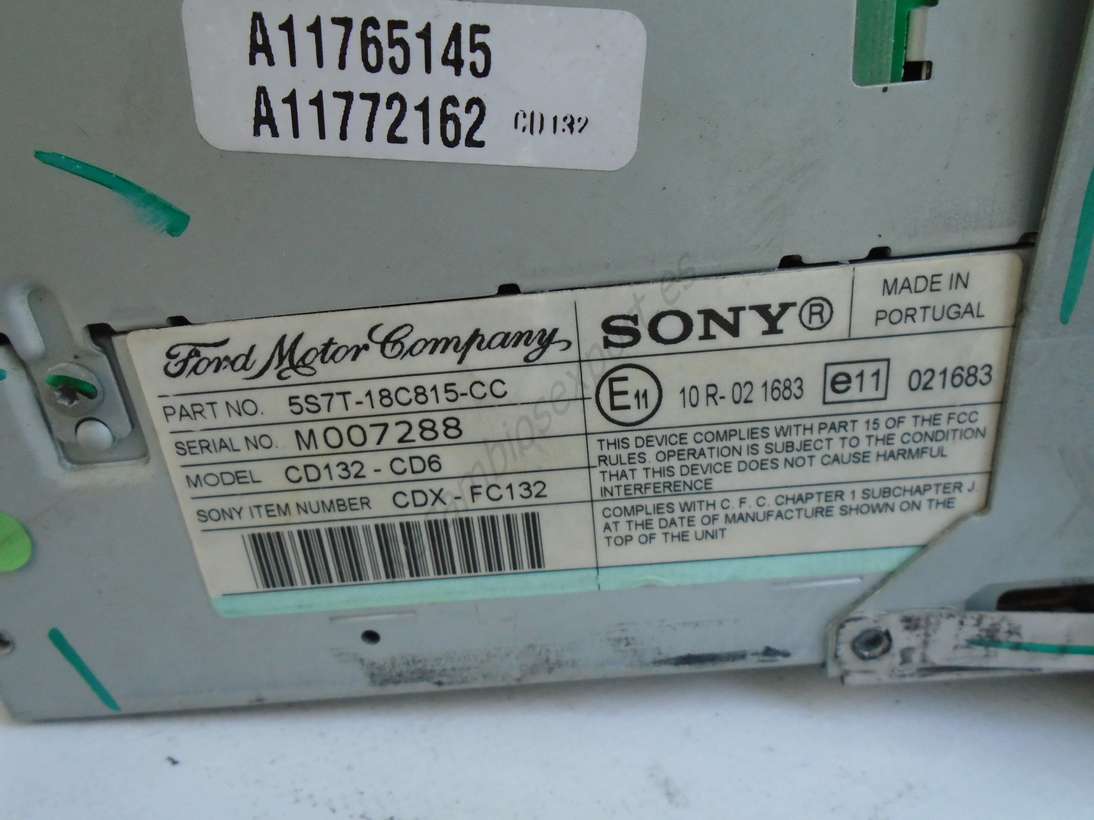 A11765145
A11772162 CD132
Ford Motor Company
PART NO. 5S7T-18C815-CC
SERIAL NO. M007288
MODEL CD132 - CD6
SONY ITEM NUMBER CDX - FC132
SONY®
MADE IN
PORTUGAL
E11 10 R- 02 1683 e11 021683
THIS DEVICE COMPLIES WITH PART 15 OF THE FCC
RULES. OPERATION IS SUBJECT TO THE CONDITION
THAT THIS DEVICE DOES NOT CAUSE HARMFUL
INTERFERENCE
COMPLIES WITH C. F. C. CHAPTER 1 SUBCHAPTER J.
AT THE DATE OF MANUFACTURE SHOWN ON THE
TOP OF THE UNIT